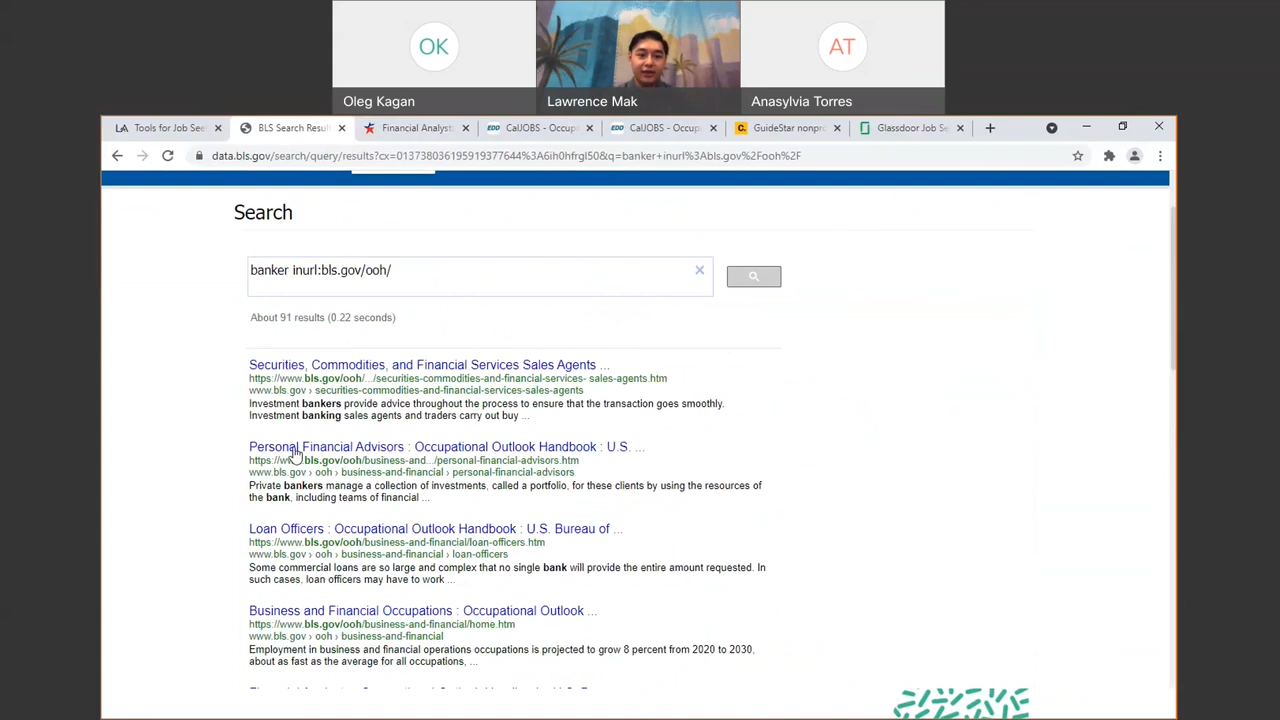 OK
AT
Oleg Kagan
Lawrence Mak
Anasylvia Torres
LA Tools for Job See
BLS Search Resul
Financial Analyst
EDD CalJOBS - Occup
EDD CalJOBS - Occup
GuideStar nonpro
Glassdoor Job Se
data.bls.gov/search/query/results?cx=013738036195919377644%3A6ih0hfrgl50&q=banker+inurl%3Abls.gov%2Fooh%2F
Search
banker inurl:bls.gov/ooh/
About 91 results (0.22 seconds)
Securities, Commodities, and Financial Services Sales Agents ...
https://www.bls.gov/ooh/.../securities-commodities-and-financial-services- sales-agents.htm
www.bls.gov › securities-commodities-and-financial-services-sales-agents
Investment bankers provide advice throughout the process to ensure that the transaction goes smoothly.
Investment banking sales agents and traders carry out buy ...
Personal Financial Advisors : Occupational Outlook Handbook : U.S. ...
https://www.bls.gov/ooh/business-and.../personal-financial-advisors.htm
www.bls.gov › ooh › business-and-financial › personal-financial-advisors
Private bankers manage a collection of investments, called a portfolio, for these clients by using the resources of
the bank, including teams of financial ...
Loan Officers : Occupational Outlook Handbook : U.S. Bureau of ...
https://www.bls.gov/ooh/business-and-financial/loan-officers.htm
www.bls.gov › ooh › business-and-financial › loan-officers
Some commercial loans are so large and complex that no single bank will provide the entire amount requested. In
such cases, loan officers may have to work ...
Business and Financial Occupations : Occupational Outlook ...
https://www.bls.gov/ooh/business-and-financial/home.htm
www.bls.gov › ooh › business-and-financial
Employment in business and financial operations occupations is projected to grow 8 percent from 2020 to 2030,
about as fast as the average for all occupations, ...